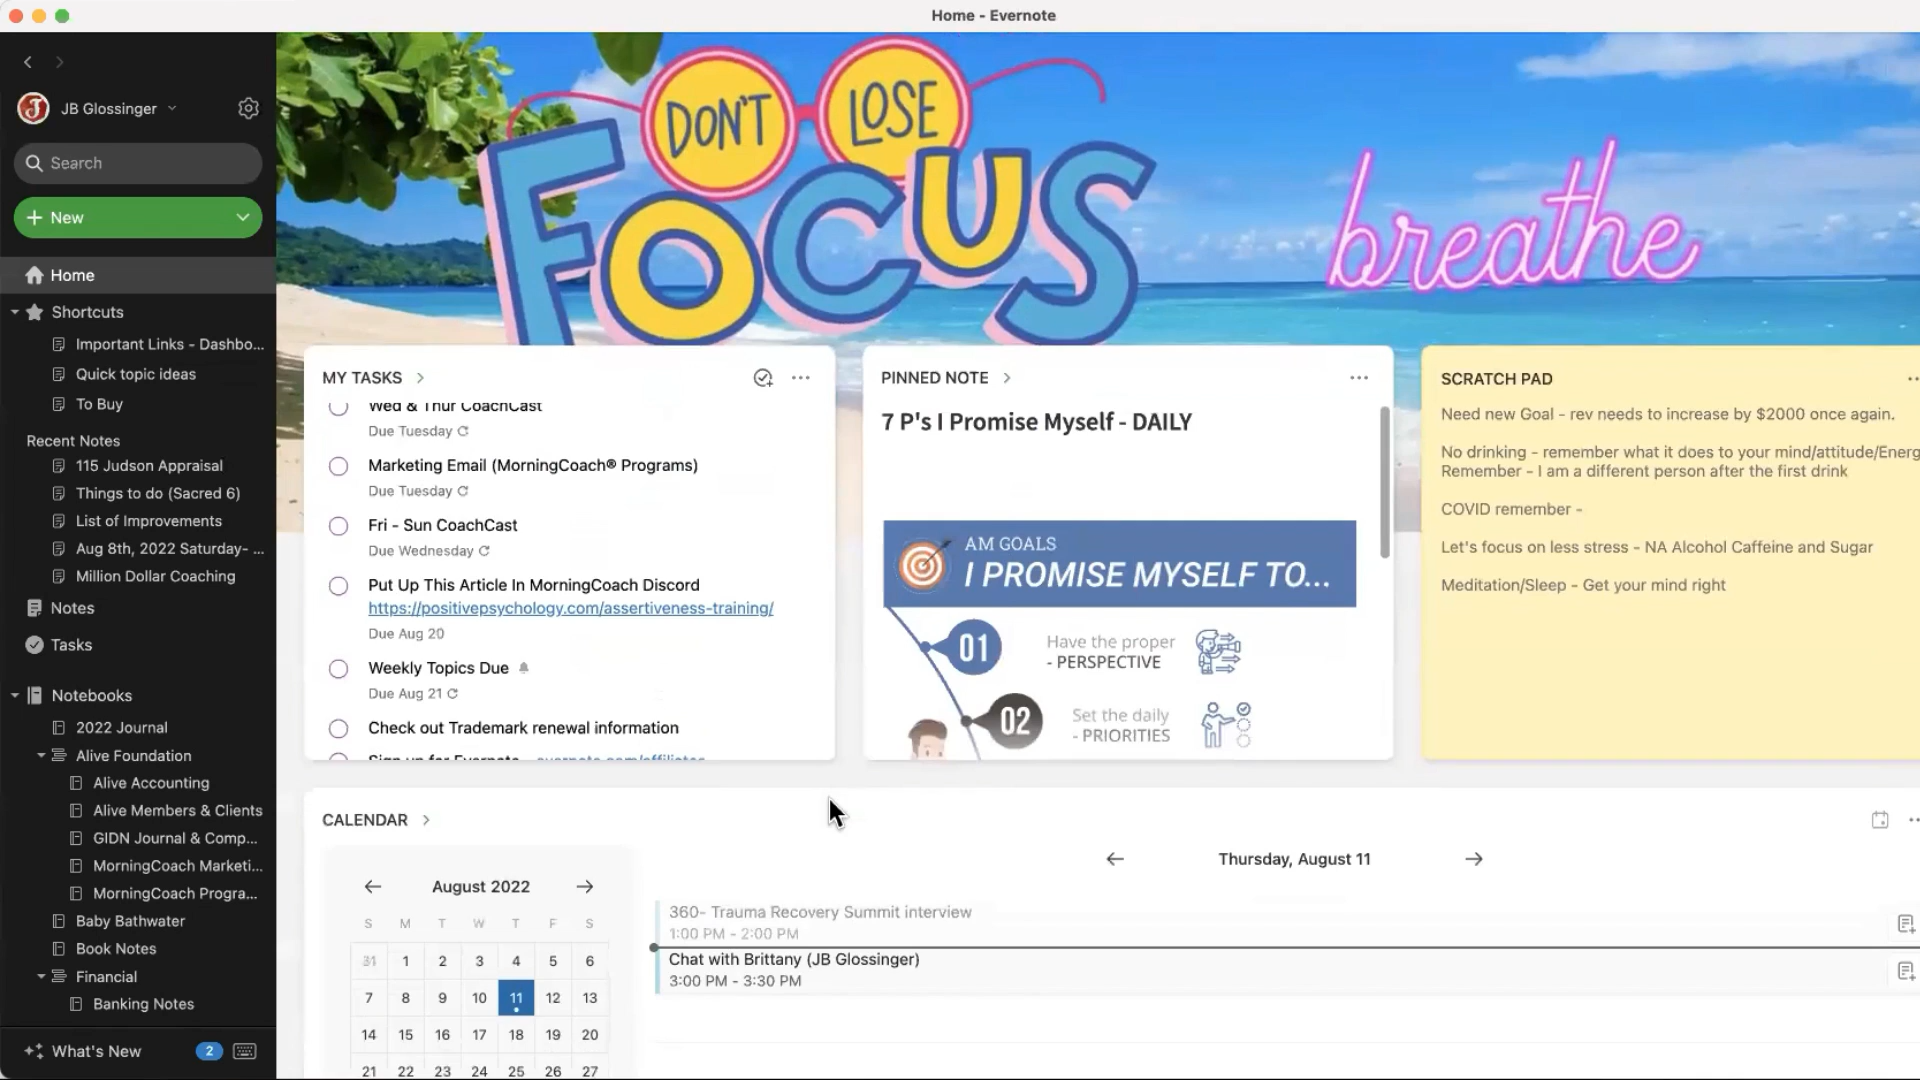 Home - Evernote
JB Glossinger
Search
New
Home
Shortcuts
Important Links - Dashbo...
Quick topic ideas
To Buy
Recent Notes
115 Judson Appraisal
Things to do (Sacred 6)
List of Improvements
Aug 8th, 2022 Saturday- ...
Million Dollar Coaching
Notes
Tasks
Notebooks
2022 Journal
Alive Foundation
Alive Accounting
Alive Members & Clients
GIDN Journal & Comp...
MorningCoach Marketi...
MorningCoach Progra...
Baby Bathwater
Book Notes
Financial
Banking Notes
What's New
2
DON'T LOSE
FOCUS
breathe
MY TASKS
Wed & Thur CoachCast
Due Tuesday
Marketing Email (MorningCoach® Programs)
Due Tuesday
Fri - Sun CoachCast
Due Wednesday
Put Up This Article In MorningCoach Discord
https://positivepsychology.com/assertiveness-training/
Due Aug 20
Weekly Topics Due
Due Aug 21
Check out Trademark renewal information
Sign up for Evernote - evernote.com/affiliates
PINNED NOTE
7 P's I Promise Myself - DAILY
AM GOALS
I PROMISE MYSELF TO...
01
Have the proper
- PERSPECTIVE
02
Set the daily
- PRIORITIES
SCRATCH PAD
Need new Goal - rev needs to increase by $2000 once again.
No drinking - remember what it does to your mind/attitude/Energ
Remember - I am a different person after the first drink
COVID remember -
Let's focus on less stress - NA Alcohol Caffeine and Sugar
Meditation/Sleep - Get your mind right
CALENDAR
August 2022
S M T W T F S
31 1 2 3 4 5 6
7 8 9 10 11 12 13
14 15 16 17 18 19 20
21 22 23 24 25 26 27
Thursday, August 11
360- Trauma Recovery Summit interview
1:00 PM - 2:00 PM
Chat with Brittany (JB Glossinger)
3:00 PM - 3:30 PM